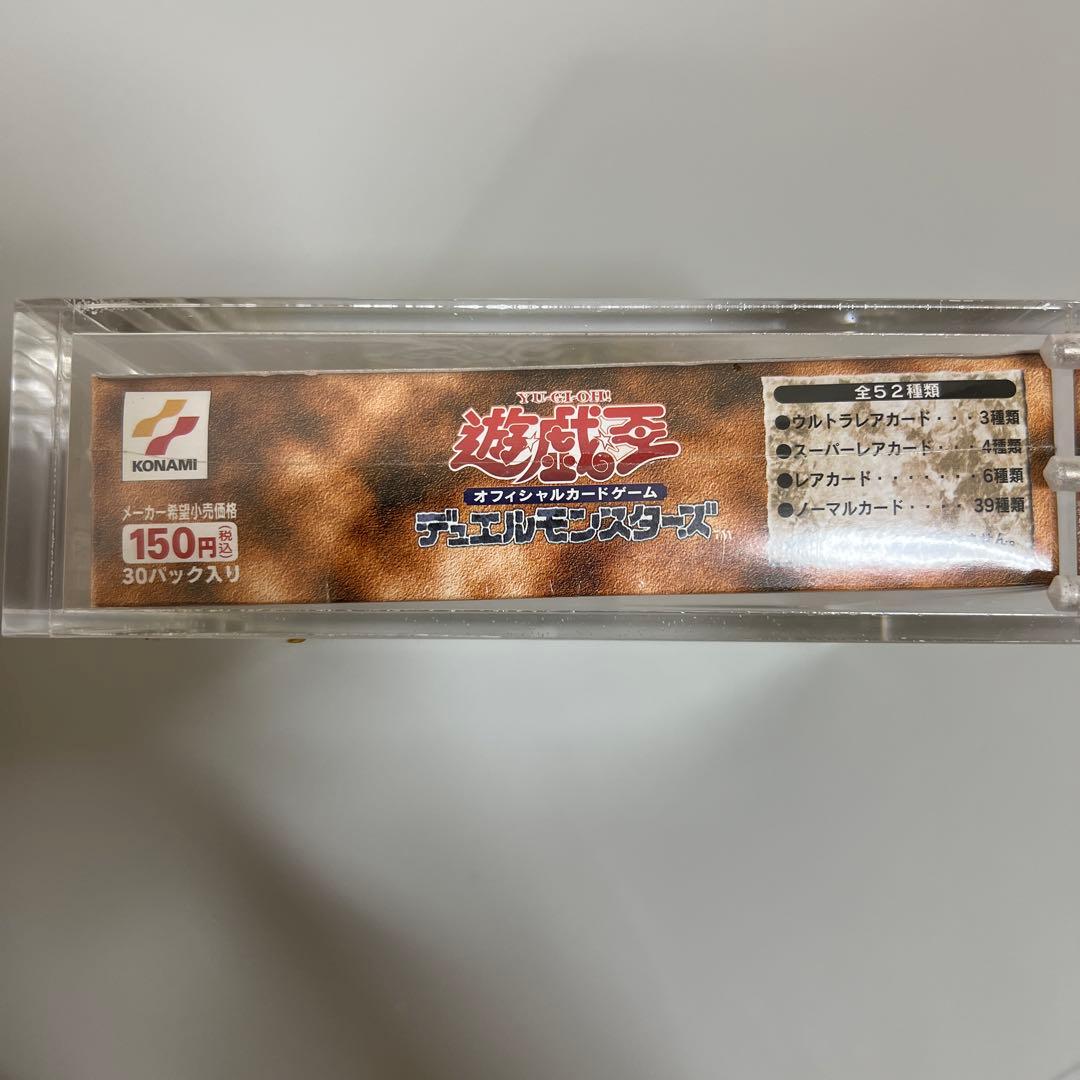 KONAMI
メーカー希望小売価格
150円(税込)
30パック入り
YU-GI-OH!
遊戯王
オフィシャルカードゲーム
デュエルモンスターズ™
全52種類
●ウルトラレアカード・・・3種類
●スーパーレアカード・・・4種類
●レアカード・・・・・・・6種類
●ノーマルカード・・・・39種類
せん。